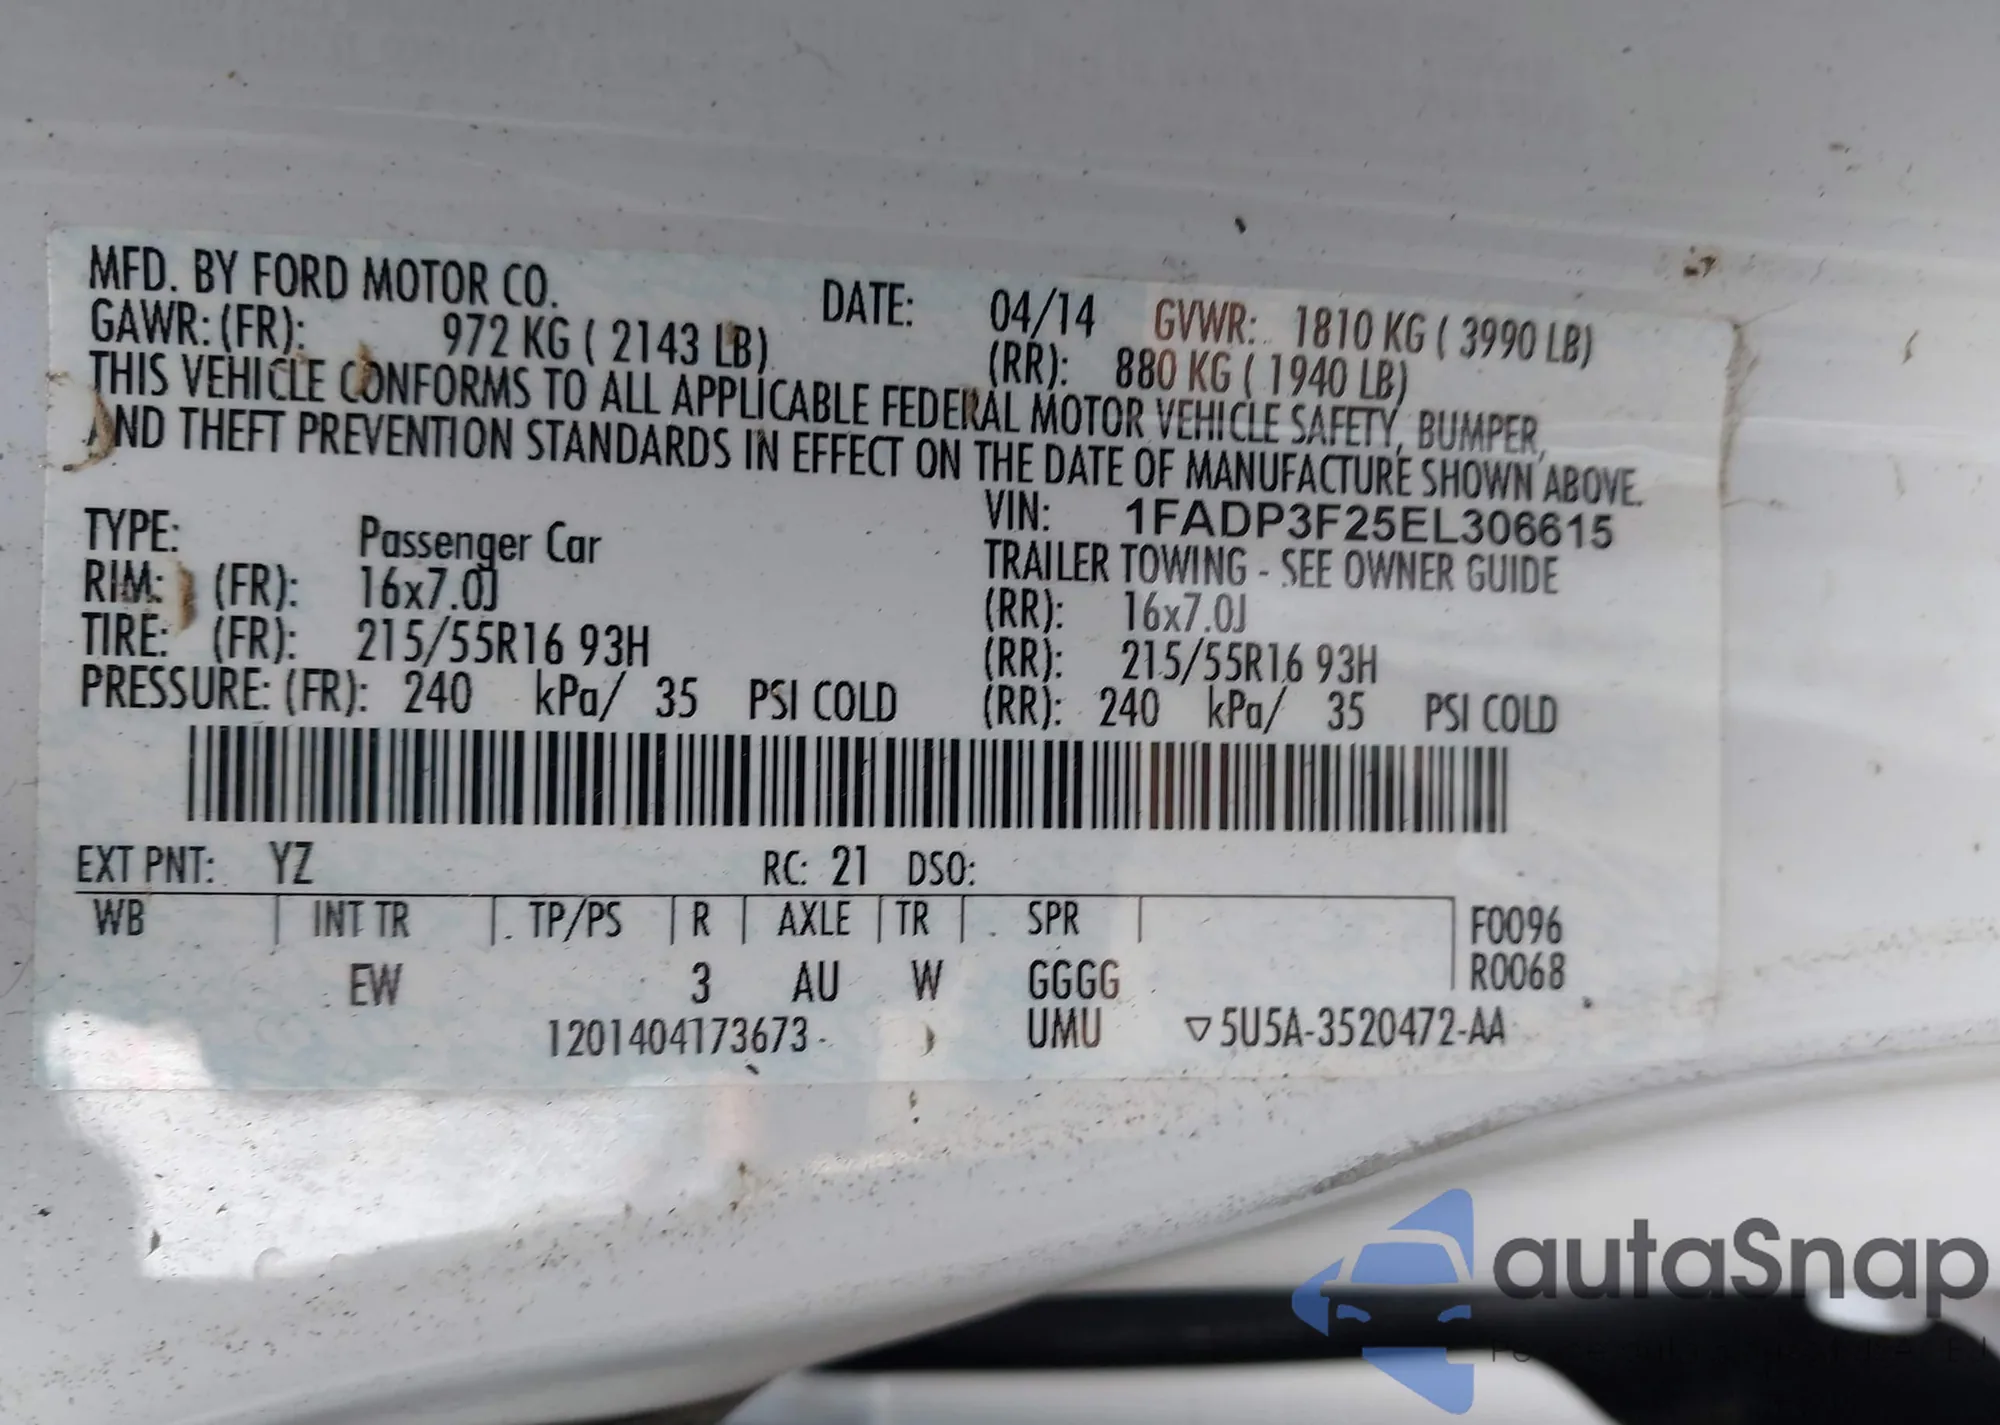 MFD. BY FORD MOTOR CO. DATE: 04/14 GVWR: 1810 KG ( 3990 LB)
GAWR: (FR): 972 KG ( 2143 LB) (RR): 880 KG ( 1940 LB)
THIS VEHICLE CONFORMS TO ALL APPLICABLE FEDERAL MOTOR VEHICLE SAFETY, BUMPER,
AND THEFT PREVENTION STANDARDS IN EFFECT ON THE DATE OF MANUFACTURE SHOWN ABOVE.
VIN: 1FADP3F25EL306615
TYPE: Passenger Car TRAILER TOWING - SEE OWNER GUIDE
RIM: (FR): 16x7.0J (RR): 16x7.0J
TIRE: (FR): 215/55R16 93H (RR): 215/55R16 93H
PRESSURE: (FR): 240 kPa/ 35 PSI COLD (RR): 240 kPa/ 35 PSI COLD
EXT PNT: YZ RC: 21 DSO:
WB INT TR TP/PS R AXLE TR SPR F0096
EW 3 AU W GGGG R0068
1201404173673 UMU ▽5U5A-3520472-AA
autaSnap